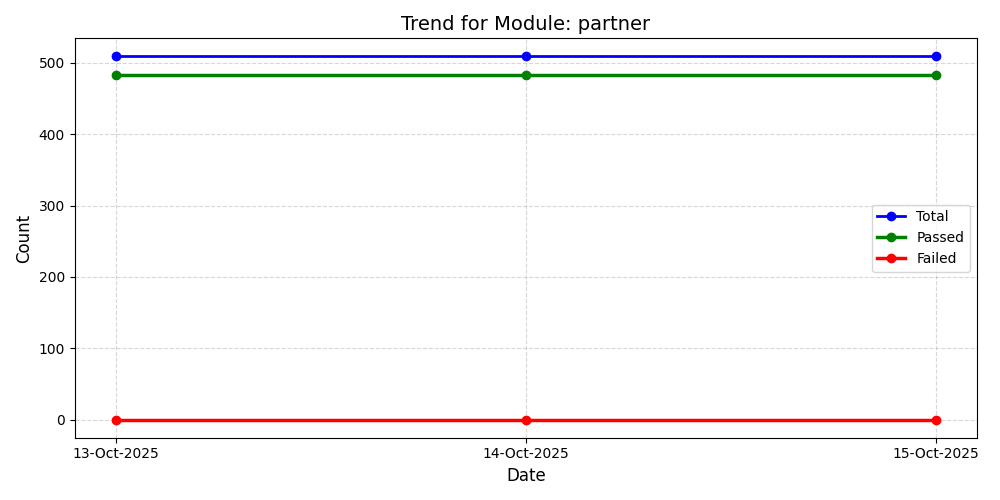 Trend for Module: partner
Count
500
400
300
200
100
0
Total
Passed
Failed
13-Oct-2025
14-Oct-2025
15-Oct-2025
Date